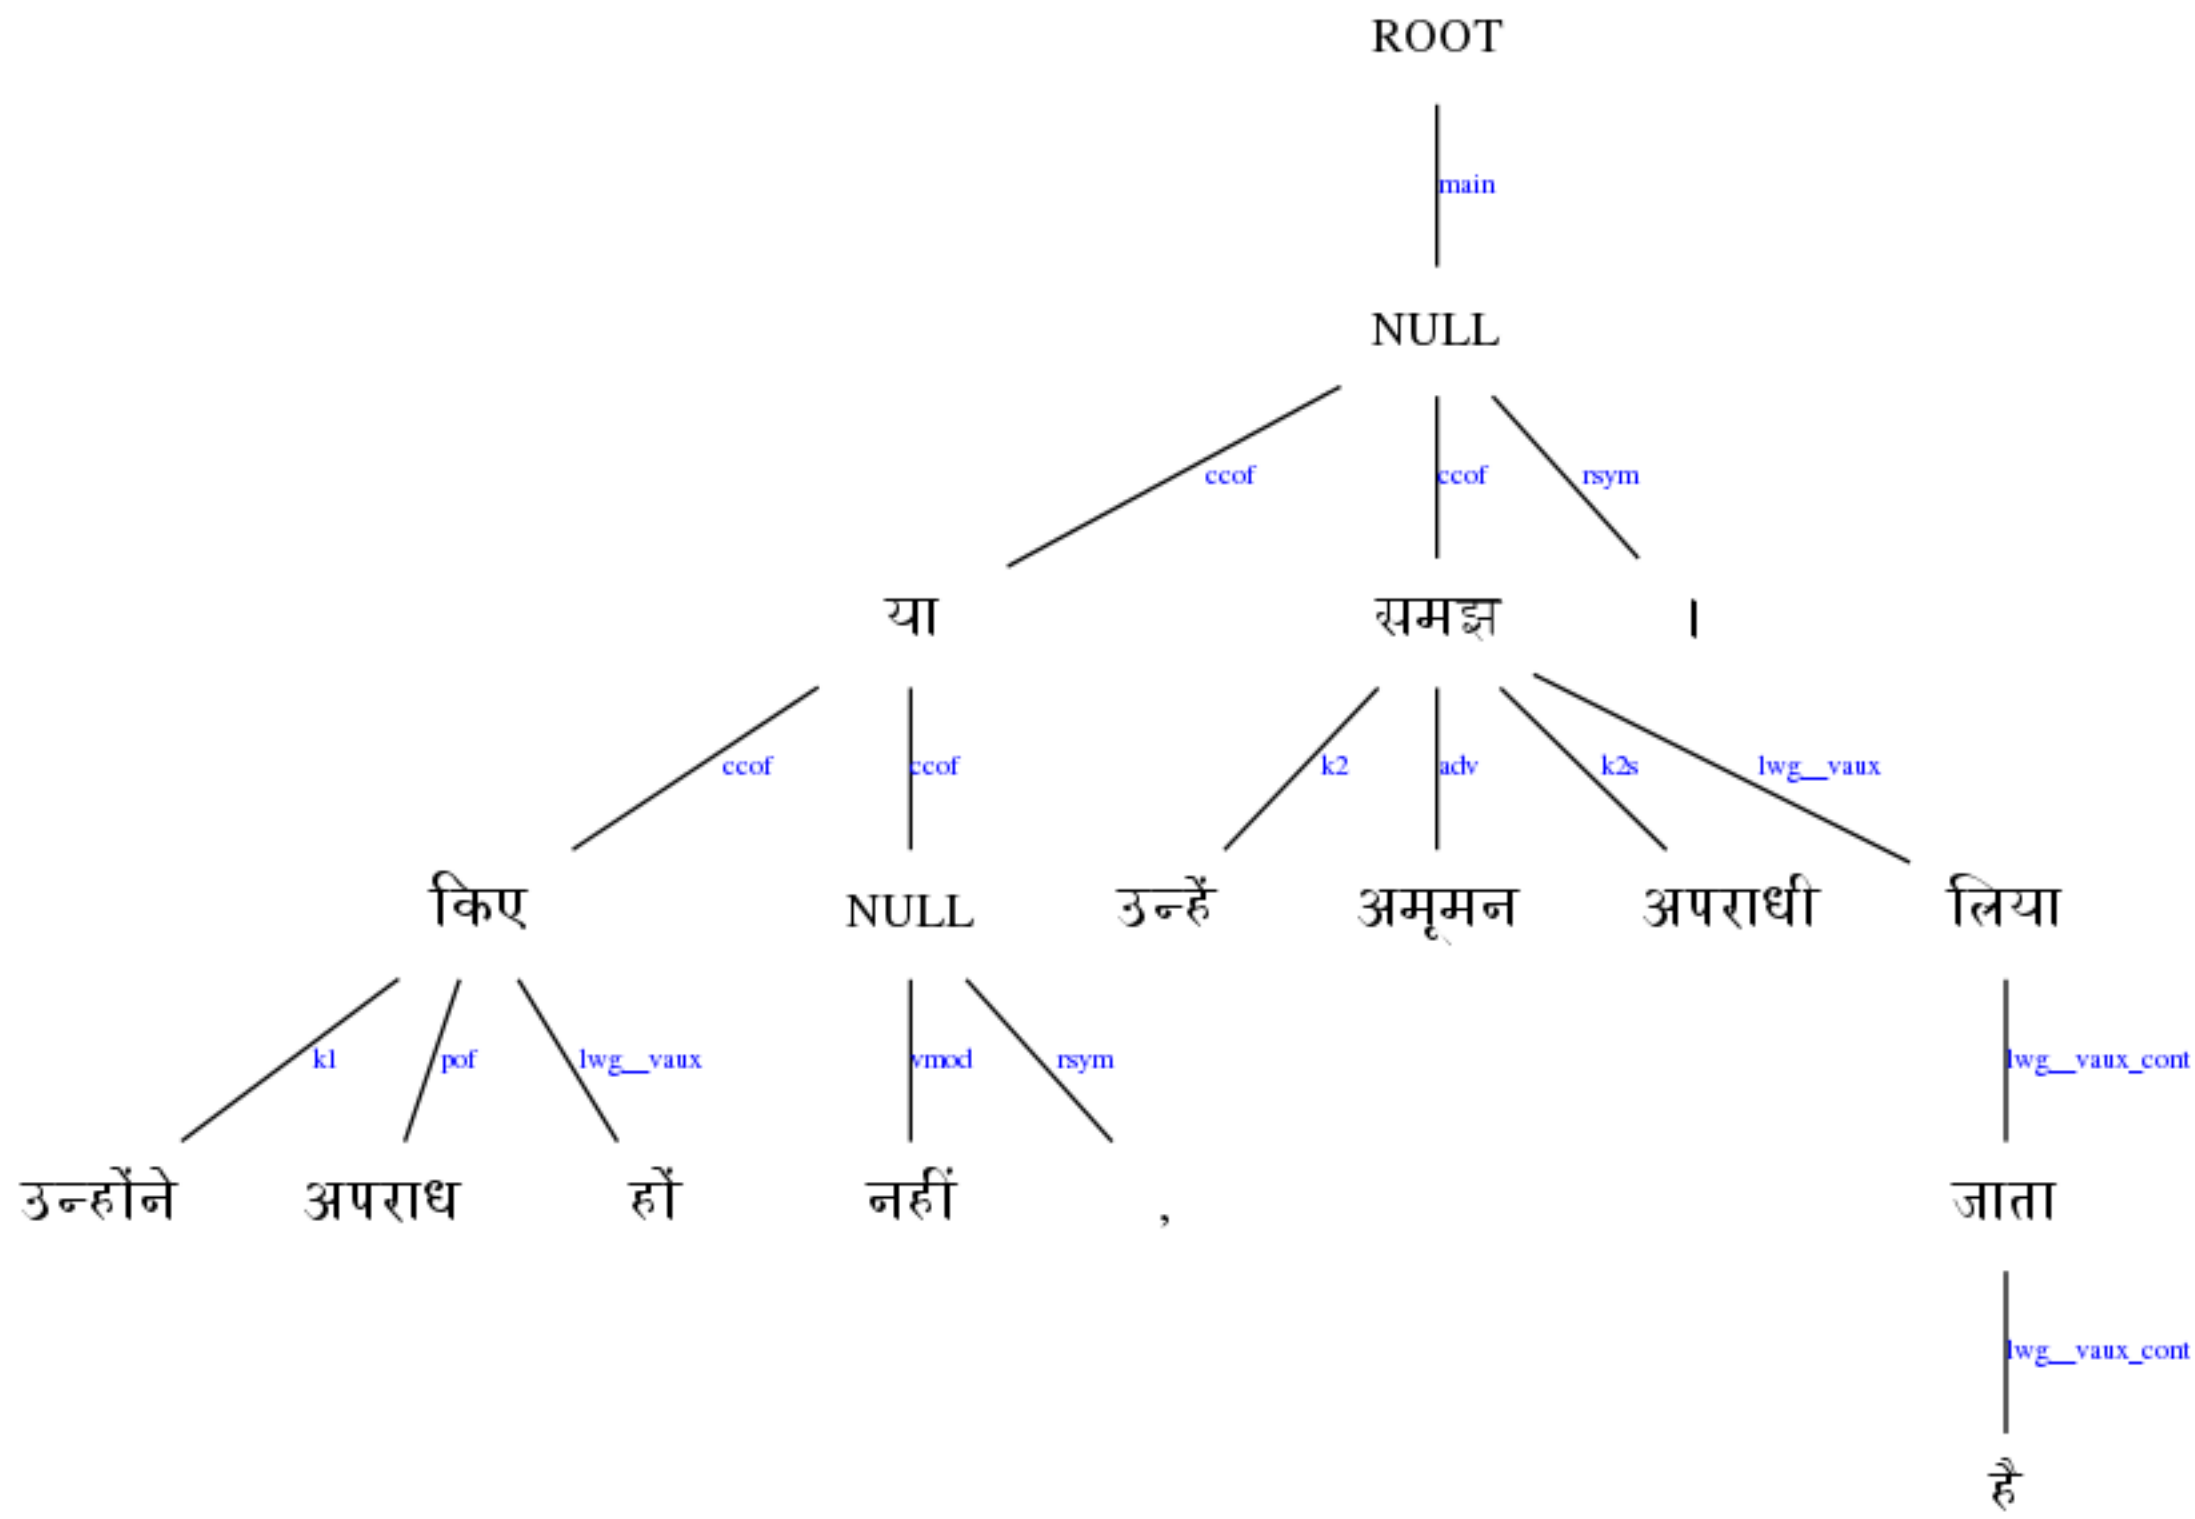 ROOT
main
NULL
ccof ccof rsym
या समझ ।
ccof ccof k2 adv k2s lwg__vaux
किए NULL उन्हें अमूमन अपराधी लिया
k1 pof lwg__vaux vmod rsym lwg__vaux_cont
उन्होंने अपराध हों नहीं , जाता
lwg__vaux_cont
है